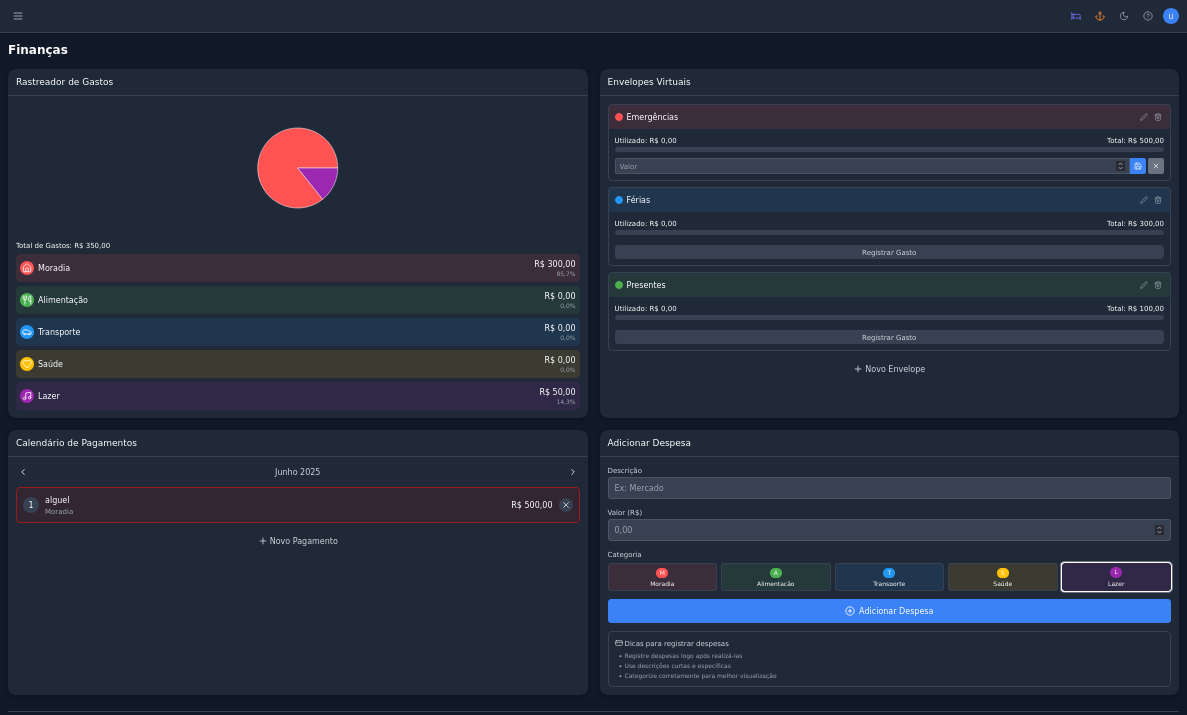 U
Finanças
Rastreador de Gastos
Total de Gastos: R$ 350,00
Moradia
R$ 300,00
85,7%
Alimentação
R$ 0,00
0,0%
Transporte
R$ 0,00
0,0%
Saúde
R$ 0,00
0,0%
Lazer
R$ 50,00
14,3%
Envelopes Virtuais
Emergências
Utilizado: R$ 0,00 Total: R$ 500,00
Valor
Férias
Utilizado: R$ 0,00 Total: R$ 300,00
Registrar Gasto
Presentes
Utilizado: R$ 0,00 Total: R$ 100,00
Registrar Gasto
+ Novo Envelope
Calendário de Pagamentos
Junho 2025
1
alguel
Moradia
R$ 500,00
+ Novo Pagamento
Adicionar Despesa
Descrição
Ex: Mercado
Valor (R$)
0,00
Categoria
M A T S L
Moradia Alimentação Transporte Saúde Lazer
Adicionar Despesa
Dicas para registrar despesas
• Registre despesas logo após realizá-las
• Use descrições curtas e específicas
• Categorize corretamente para melhor visualização